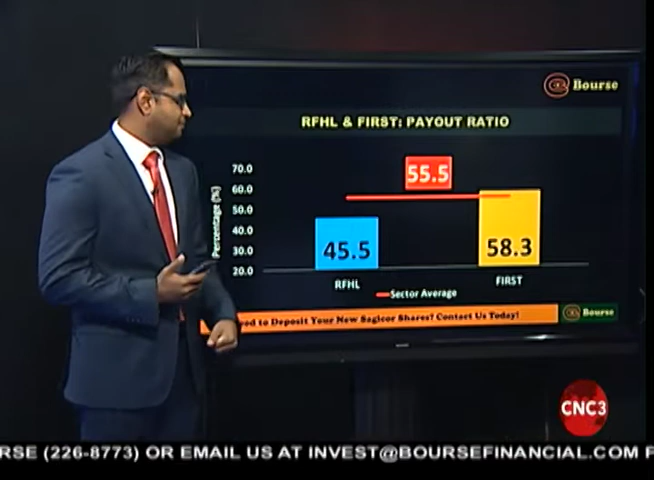 @ Bourse
RFHL & FIRST: PAYOUT RATIO
Percentage (%)
70.0
60.0
50.0
40.0
30.0
20.0
55.5
45.5
58.3
RFHL
FIRST
Sector Average
to Deposit Your New Sagicor Shares? Contact Us Today!
@ Bourse
CNC3
RSE (226-8773) OR EMAIL US AT INVEST@BOURSEFINANCIAL.COM F